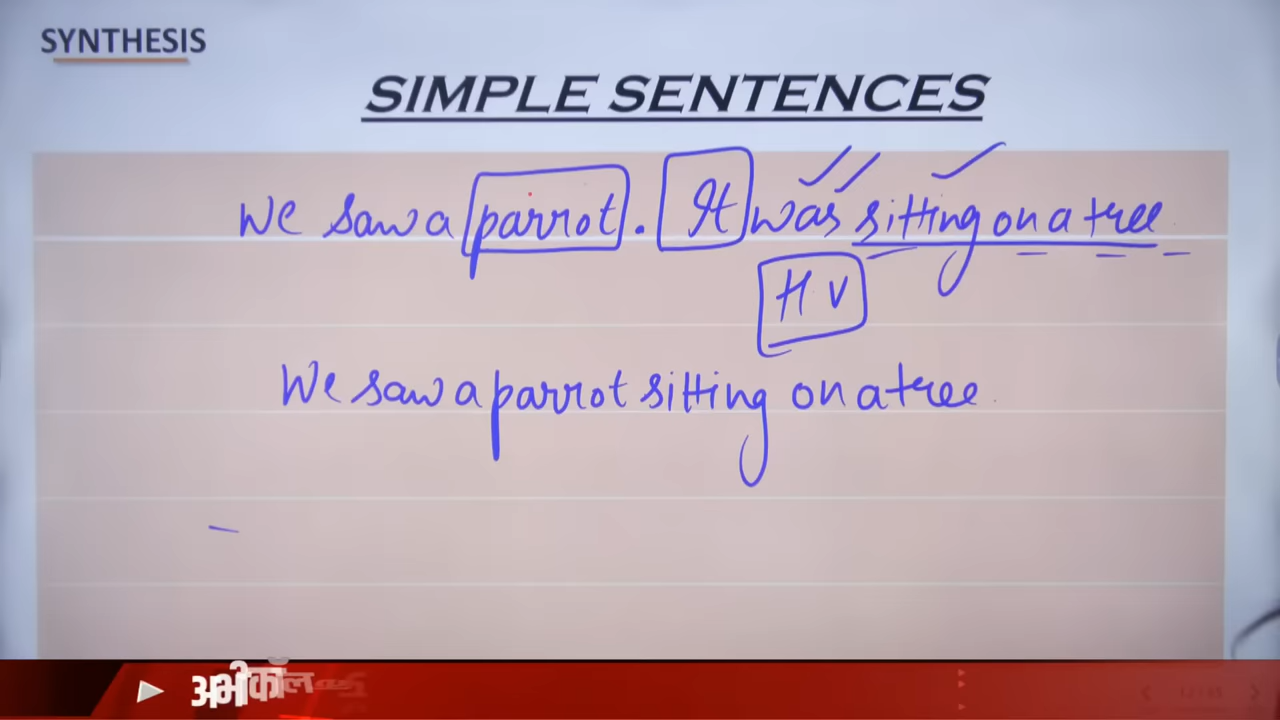 SYNTHESIS
SIMPLE SENTENCES
We saw a parrot. It was sitting on a tree
H V
We saw a parrot sitting on a tree.
अभी कॉल